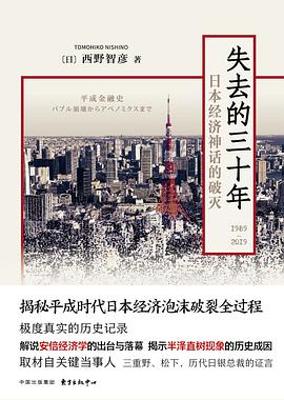 TOMOHIKO NISHINO
〔日〕西野智彦 著
平成金融史
バブル崩壊からアベノミクスまで
失去的三十年
日本经济神话的破灭
1989
-
2019
揭秘平成时代日本经济泡沫破裂全过程
极度真实的历史记录
解说安倍经济学的出台与落幕 揭示半泽直树现象的历史成因
取材自关键当事人 三重野、松下，历代日银总裁的证言
中国出版集团 东方出版中心